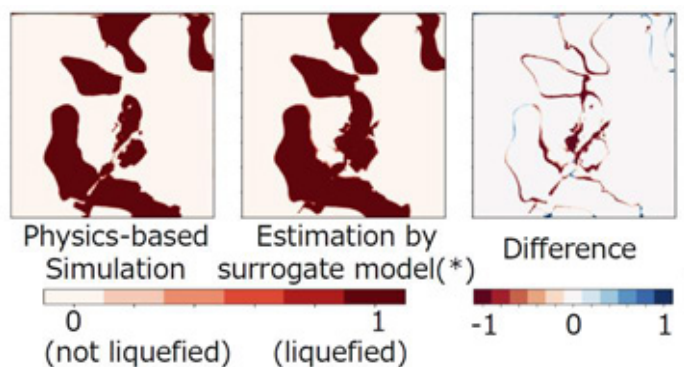 Physics-based
Simulation
Estimation by
surrogate model(*)
Difference
0
(not liquefied)
1
(liquefied)
-1
0
1